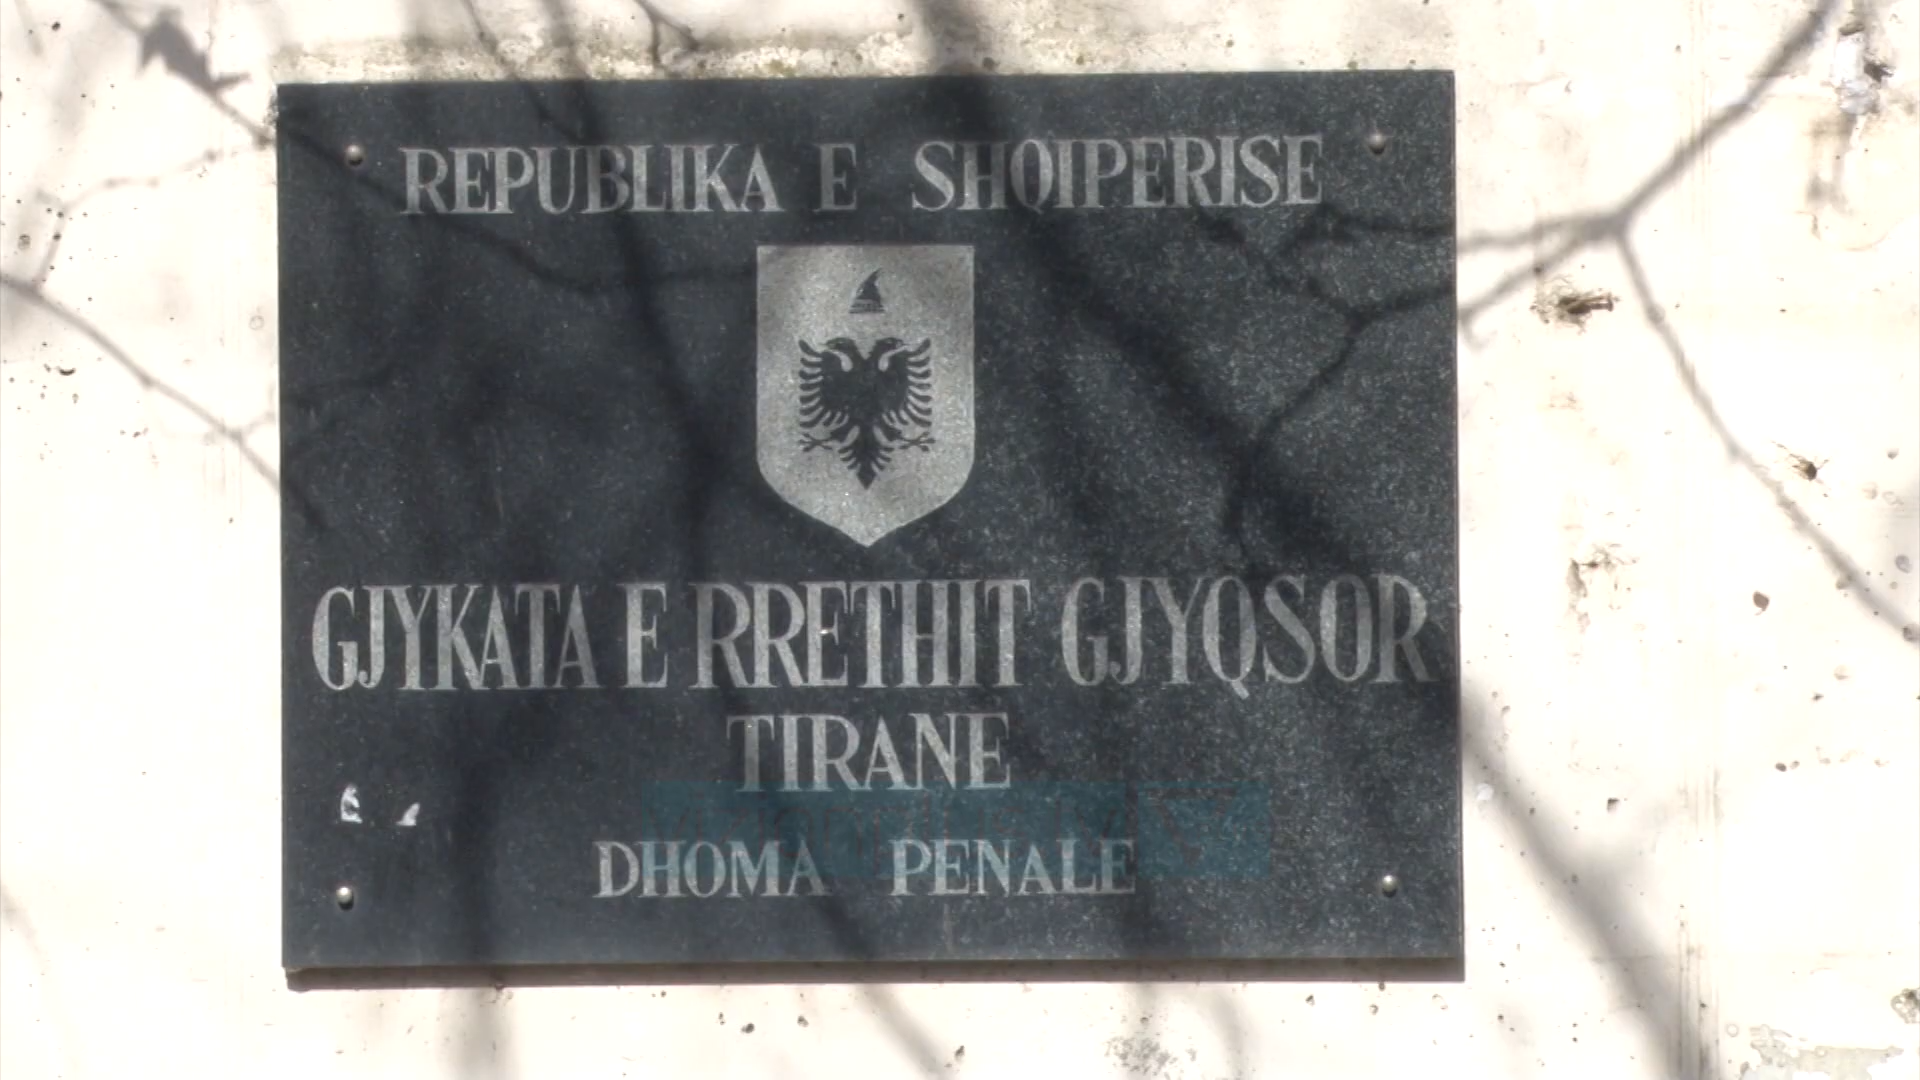 REPUBLIKA E SHQIPERISE
GJYKATA E RRETHIT GJYQSOR
TIRANE
DHOMA PENALE